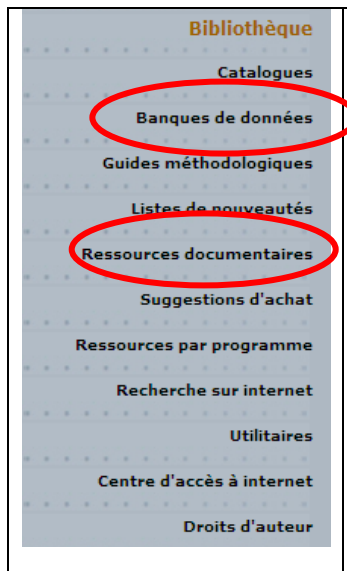 Bibliothèque
Catalogues
Banques de données
Guides méthodologiques
Listes de nouveautés
Ressources documentaires
Suggestions d'achat
Ressources par programme
Recherche sur internet
Utilitaires
Centre d'accès à internet
Droits d'auteur